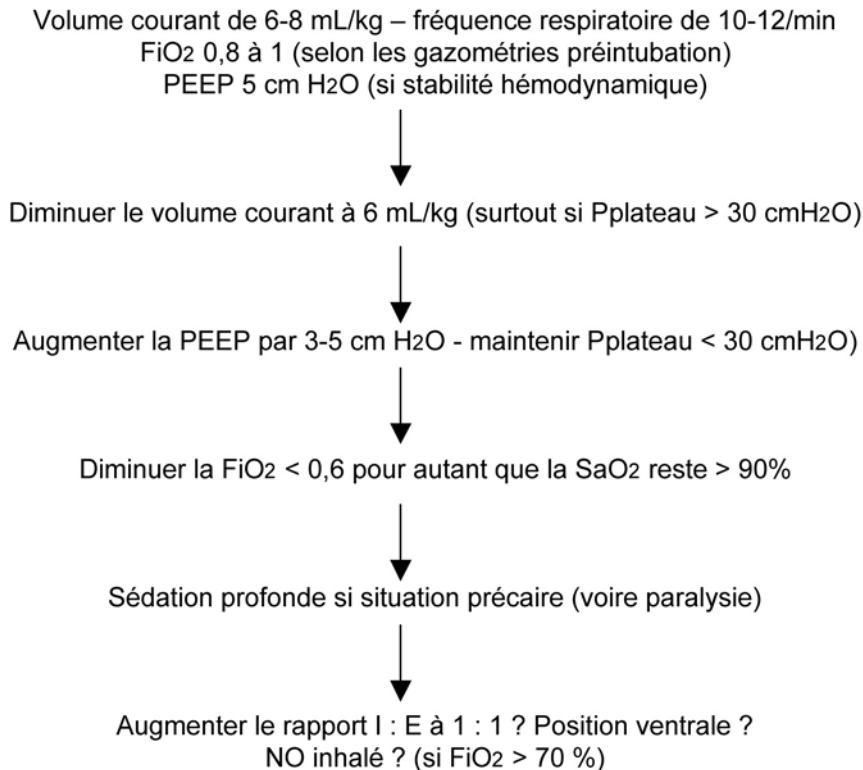 Volume courant de 6-8 mL/kg – fréquence respiratoire de 10-12/min
FiO2 0,8 à 1 (selon les gazométries préintubation)
PEEP 5 cm H2O (si stabilité hémodynamique)
Diminuer le volume courant à 6 mL/kg (surtout si Pplateau > 30 cmH2O)
Augmenter la PEEP par 3-5 cm H2O - maintenir Pplateau < 30 cmH2O)
Diminuer la FiO2 < 0,6 pour autant que la SaO2 reste > 90%
Sédation profonde si situation précaire (voire paralysie)
Augmenter le rapport I : E à 1 : 1 ? Position ventrale ?
NO inhalé ? (si FiO2 > 70 %)